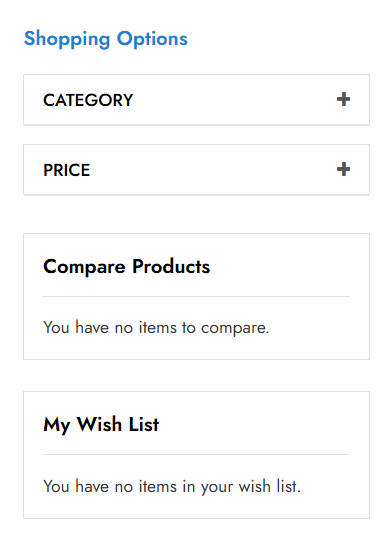 Shopping Options
CATEGORY
PRICE
Compare Products
You have no items to compare.
My Wish List
You have no items in your wish list.